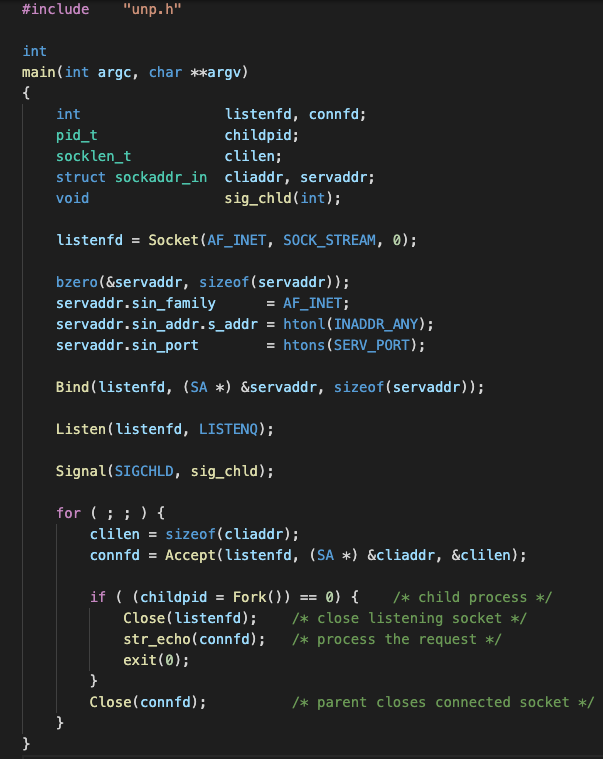 #include    "unp.h"

int
main(int argc, char **argv)
{
    int                 listenfd, connfd;
    pid_t               childpid;
    socklen_t           clilen;
    struct sockaddr_in  cliaddr, servaddr;
    void                sig_chld(int);

    listenfd = Socket(AF_INET, SOCK_STREAM, 0);

    bzero(&servaddr, sizeof(servaddr));
    servaddr.sin_family      = AF_INET;
    servaddr.sin_addr.s_addr = htonl(INADDR_ANY);
    servaddr.sin_port        = htons(SERV_PORT);

    Bind(listenfd, (SA *) &servaddr, sizeof(servaddr));

    Listen(listenfd, LISTENQ);

    Signal(SIGCHLD, sig_chld);

    for ( ; ; ) {
        clilen = sizeof(cliaddr);
        connfd = Accept(listenfd, (SA *) &cliaddr, &clilen);

        if ( (childpid = Fork()) == 0) {    /* child process */
            Close(listenfd);    /* close listening socket */
            str_echo(connfd);   /* process the request */
            exit(0);
        }
        Close(connfd);          /* parent closes connected socket */
    }
}